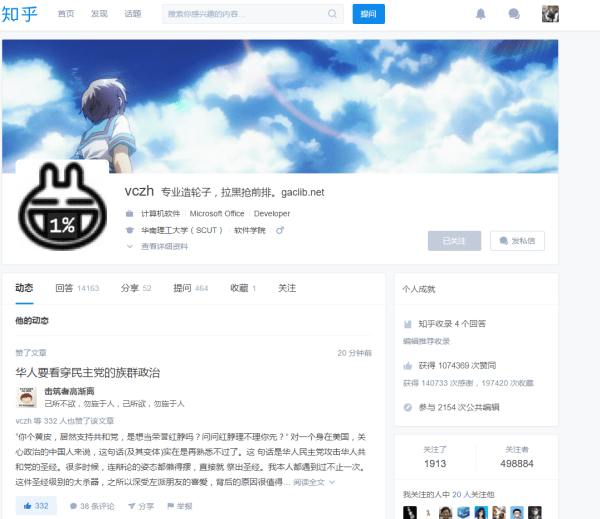 知乎 首页 发现 话题 搜索你感兴趣的内容... 提问
1%
vczh 专业造轮子，拉黑抢前排。gaclib.net
计算机软件 Microsoft Office Developer
华南理工大学（SCUT） 软件学院
查看详细资料
已关注 发私信
动态 回答 14163 分享 52 提问 464 收藏 1 关注
他的动态
赞了文章 20 分钟前
华人要看穿民主党的族群政治
击筑者高渐离
己所不欲，勿施于人，己所欲，勿施于人
vczh 等 332 人也赞了该文章
“你个黄皮，居然支持共和党，是想当荣誉红脖吗？问问红脖理不理你先？” 对一个身在美国，关
心政治的中国人来说，这句话(及其变体)实在是再熟悉不过了。这 句话是华人民主党攻击华人共
和党的圣经。很多时候，连辩论的姿态都懒得摆，直接就 祭出圣经。我本人都遇到过不止一次。
这件圣经级别的大杀器，之所以深受左派朋友的喜爱，背后的原因很值得... 阅读全文
332 38 条评论 分享 举报
个人成就
知乎收录 4 个回答
编辑推荐收录
获得 1074369 次赞同
获得 140733 次感谢，197420 次收藏
参与 2154 次公共编辑
关注了 关注者
1913 498884
我关注的人中 20 人关注他